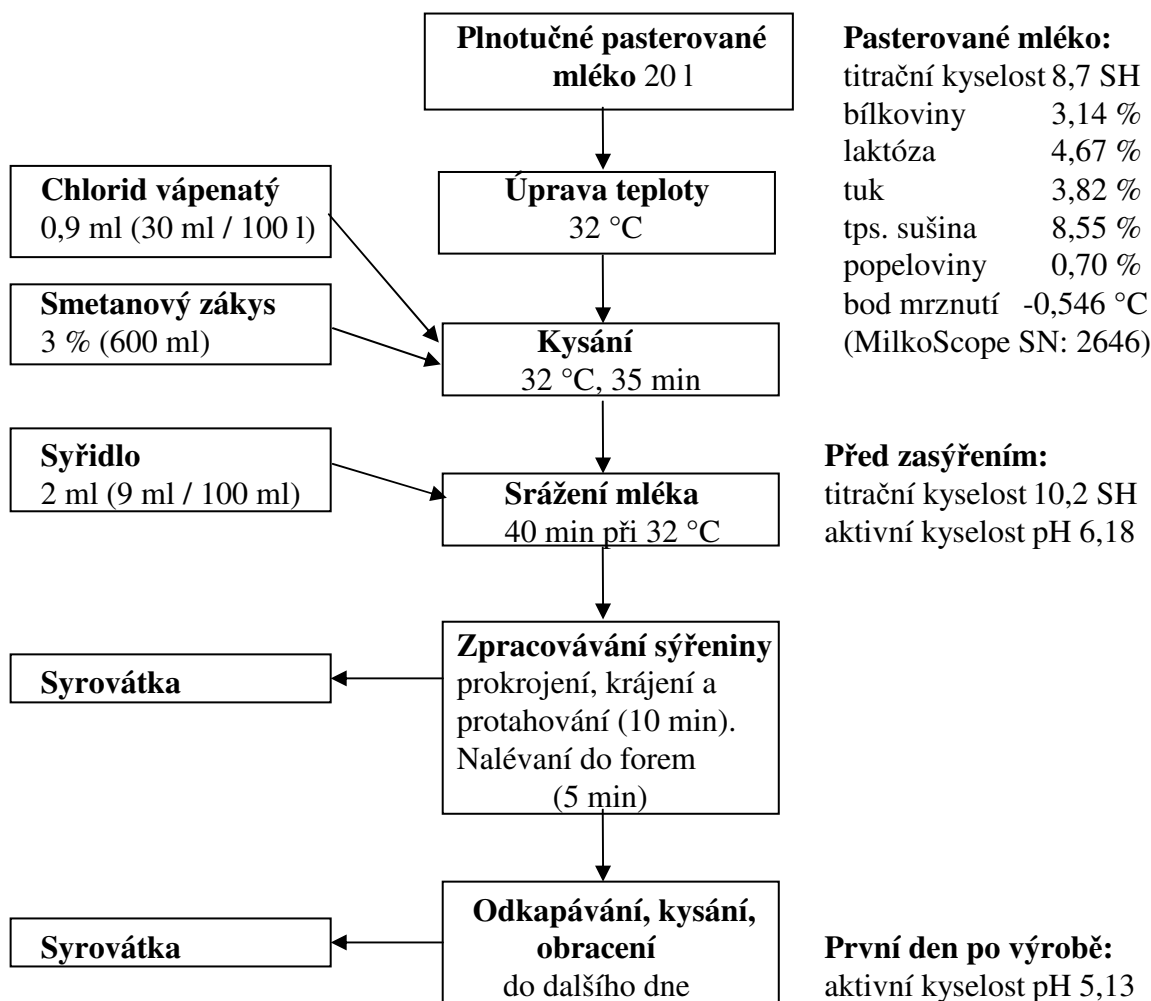 Plnotučné pasterované
mléko 20 l
Pasterované mléko:
titrační kyselost 8,7 SH
bílkoviny 3,14 %
laktóza 4,67 %
tuk 3,82 %
tps. sušina 8,55 %
popeloviny 0,70 %
bod mrznutí -0,546 °C
(MilkoScope SN: 2646)
Chlorid vápenatý
0,9 ml (30 ml / 100 l)
Úprava teploty
32 °C
Smetanový zákys
3 % (600 ml)
Kysání
32 °C, 35 min
Syřidlo
2 ml (9 ml / 100 ml)
Srážení mléka
40 min při 32 °C
Před zasýřením:
titrační kyselost 10,2 SH
aktivní kyselost pH 6,18
Zpracovávání sýřeniny
prokrojení, krájení a
protahování (10 min).
Nalévaní do forem
(5 min)
Syrovátka
Odkapávání, kysání,
obracení
do dalšího dne
Syrovátka
První den po výrobě:
aktivní kyselost pH 5,13